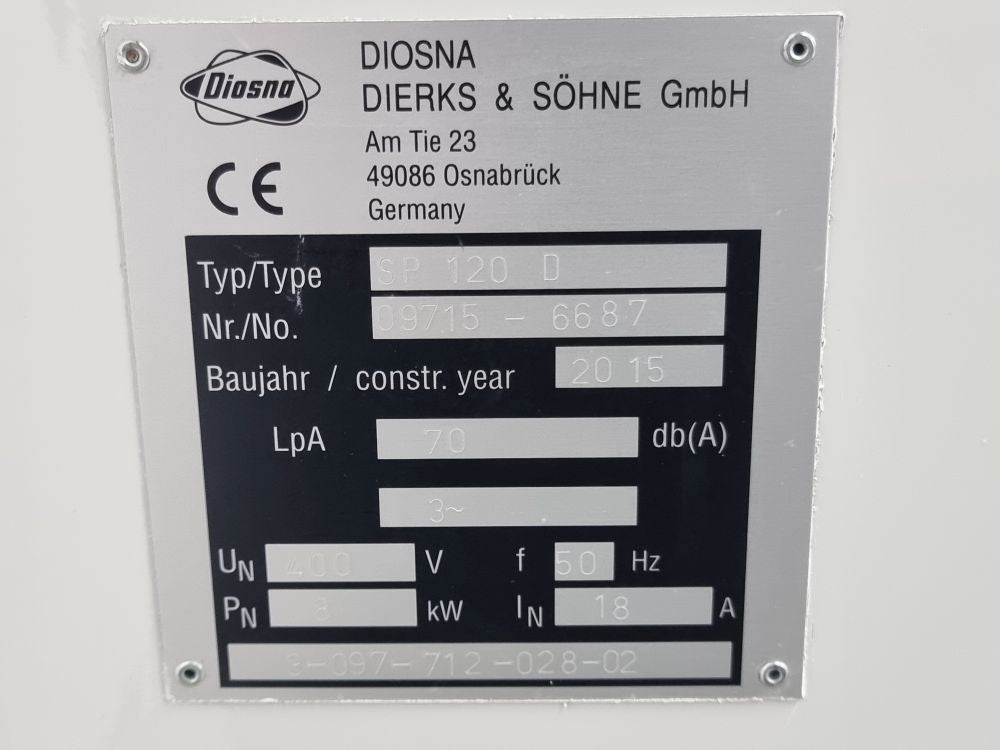 Diosna
DIOSNA
DIERKS & SÖHNE GmbH
Am Tie 23
49086 Osnabrück
Germany
CE
Typ/Type SP 120 D
Nr./No. 09715 - 6687
Baujahr / constr. year 2015
LpA 70 db(A)
3~
UN 400 V f 50 Hz
PN 8 kW IN 18 A
3-097-712-028-02